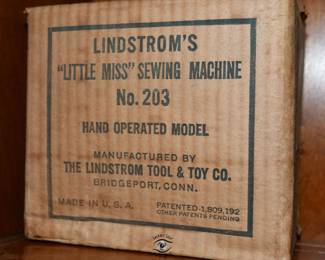 LINDSTROM'S
"LITTLE MISS" SEWING MACHINE
No. 203
HAND OPERATED MODEL
MANUFACTURED BY
THE LINDSTROM TOOL & TOY CO.
BRIDGEPORT, CONN.
MADE IN U. S. A.
PATENTED-1,809,192
OTHER PATENTS PENDING